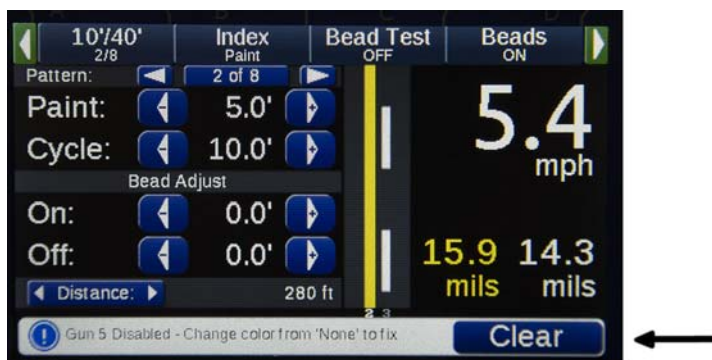 10'/40' Index Bead Test Beads
2/8 Paint OFF ON
Pattern: 2 of 8
Paint: - 5.0' +
Cycle: - 10.0' +
5.4
mph
Bead Adjust
On: - 0.0' +
Off: - 0.0' +
15.9 14.3
mils mils
Distance: 280 ft
2 3
Gun 5 Disabled - Change color from 'None' to fix Clear